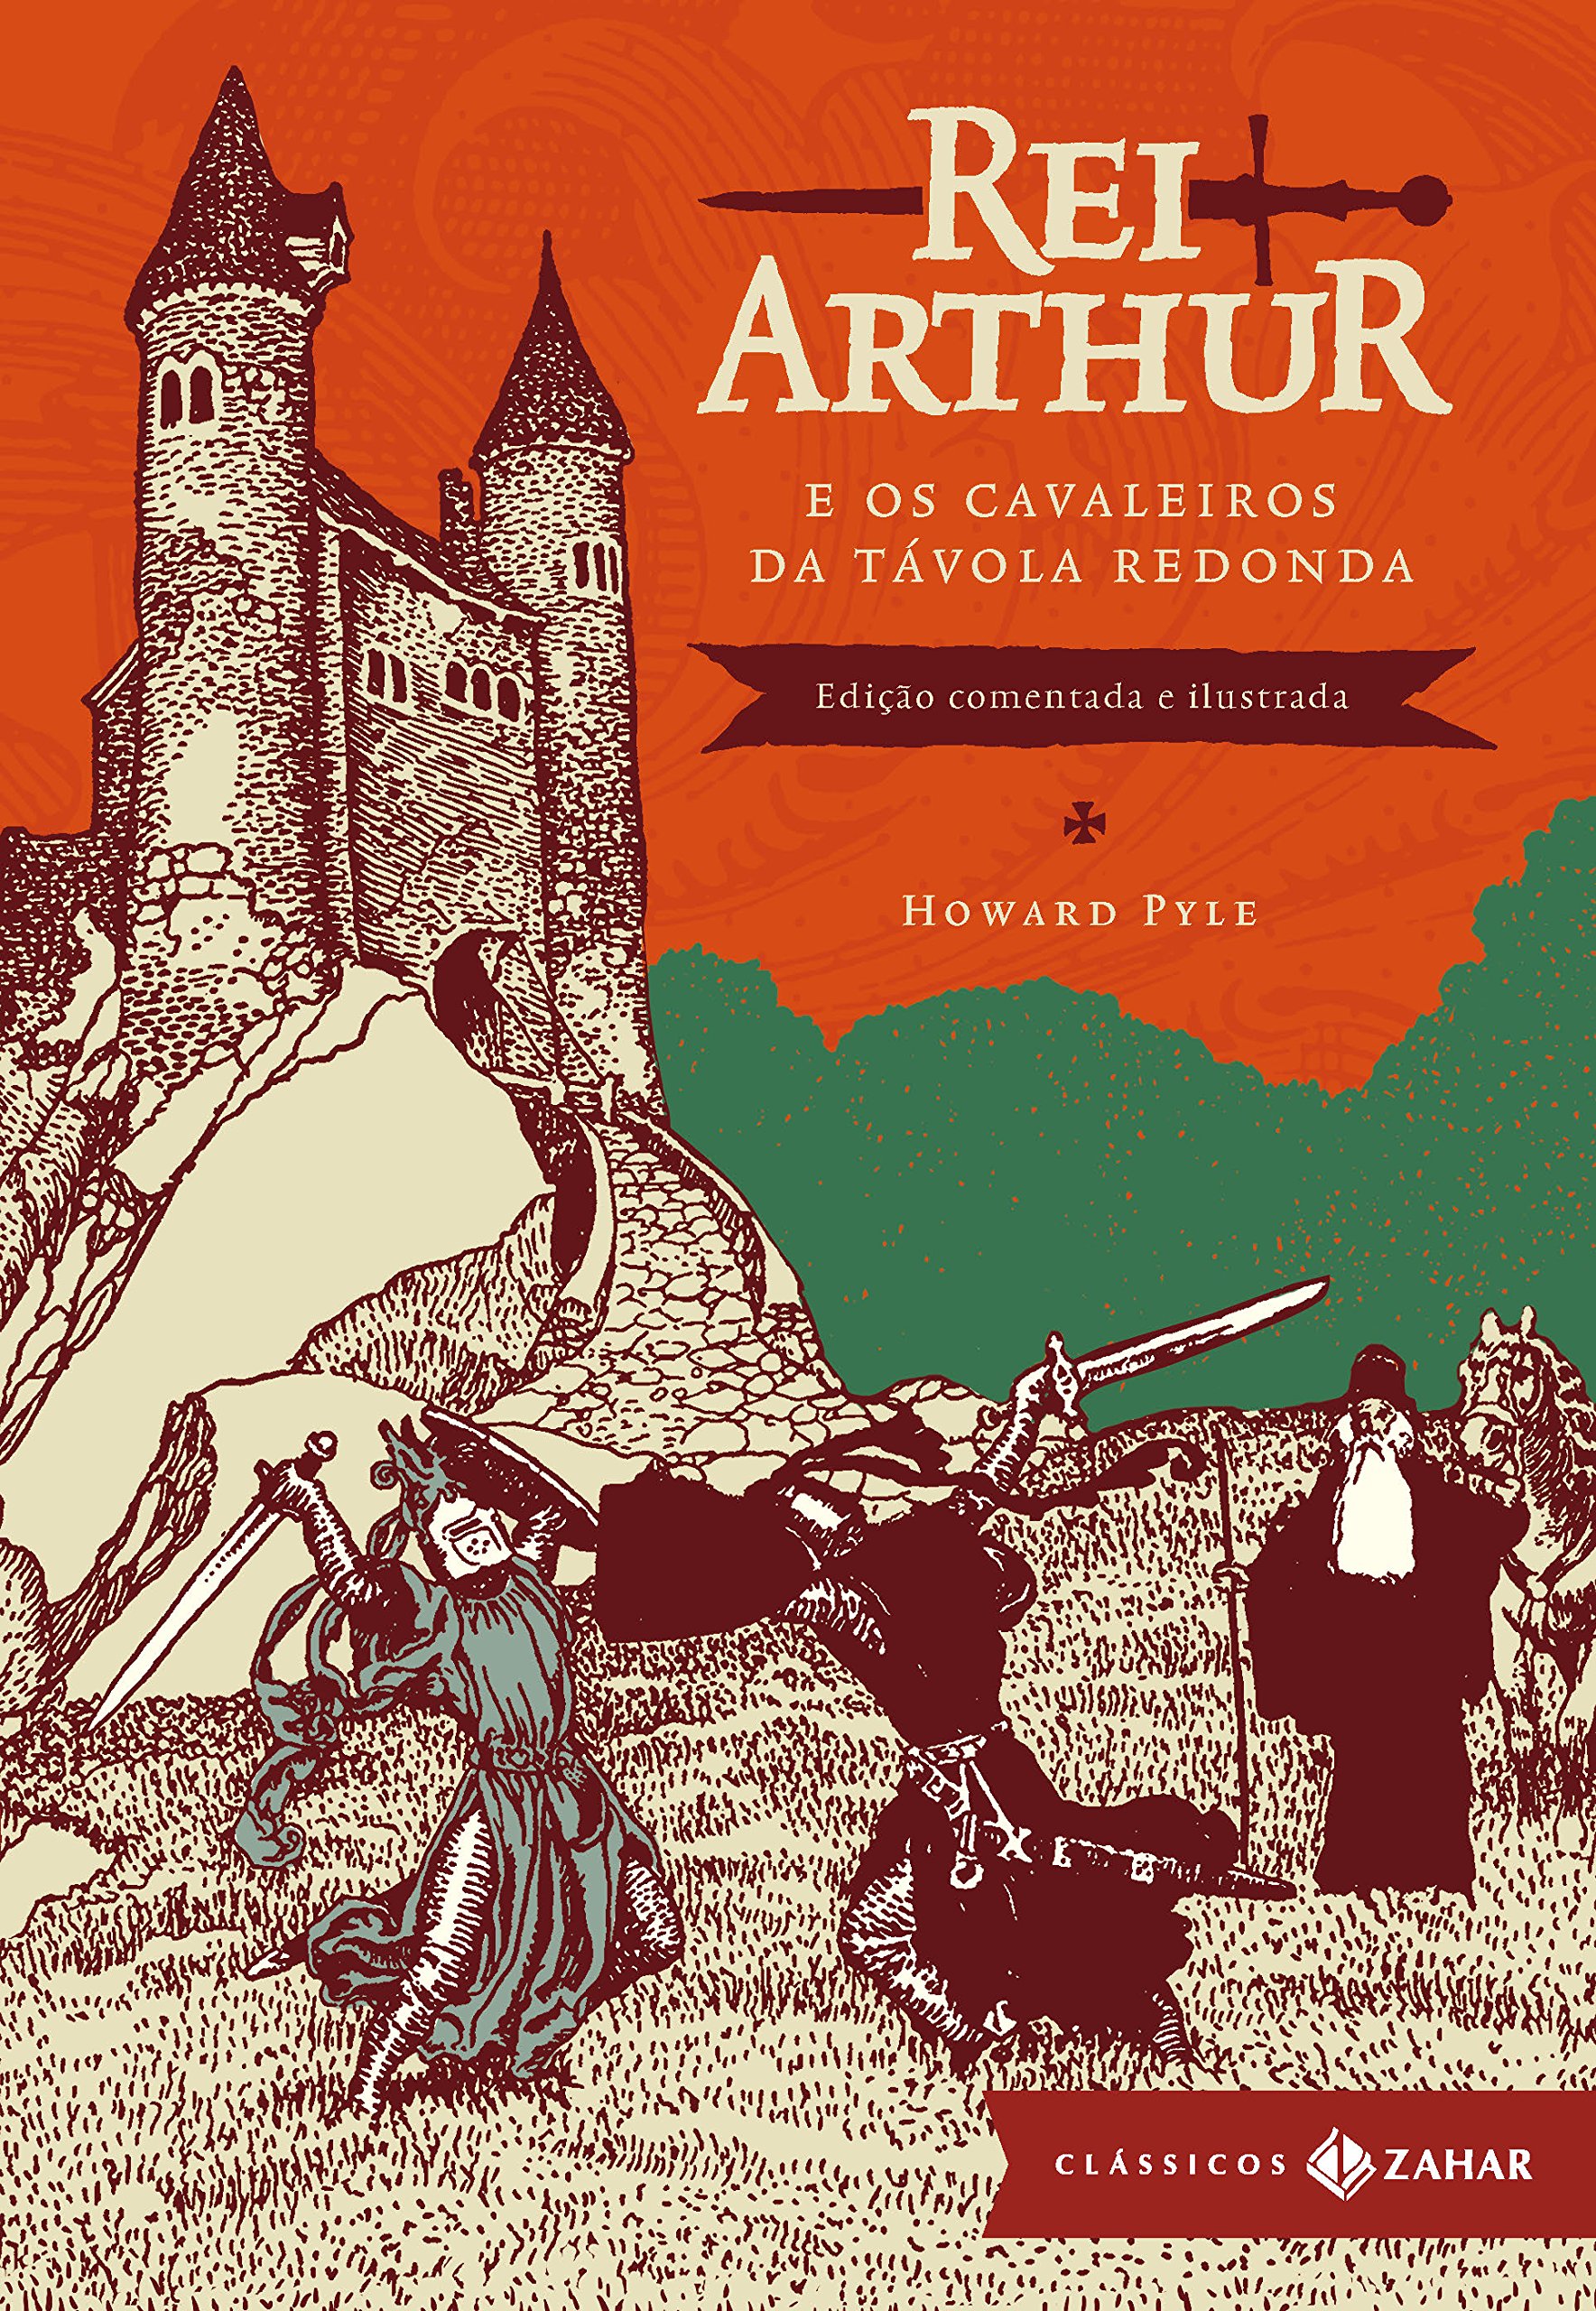 REI
ARTHUR
E OS CAVALEIROS
DA TÁVOLA REDONDA
Edição comentada e ilustrada
HOWARD PYLE
CLÁSSICOS ZAHAR